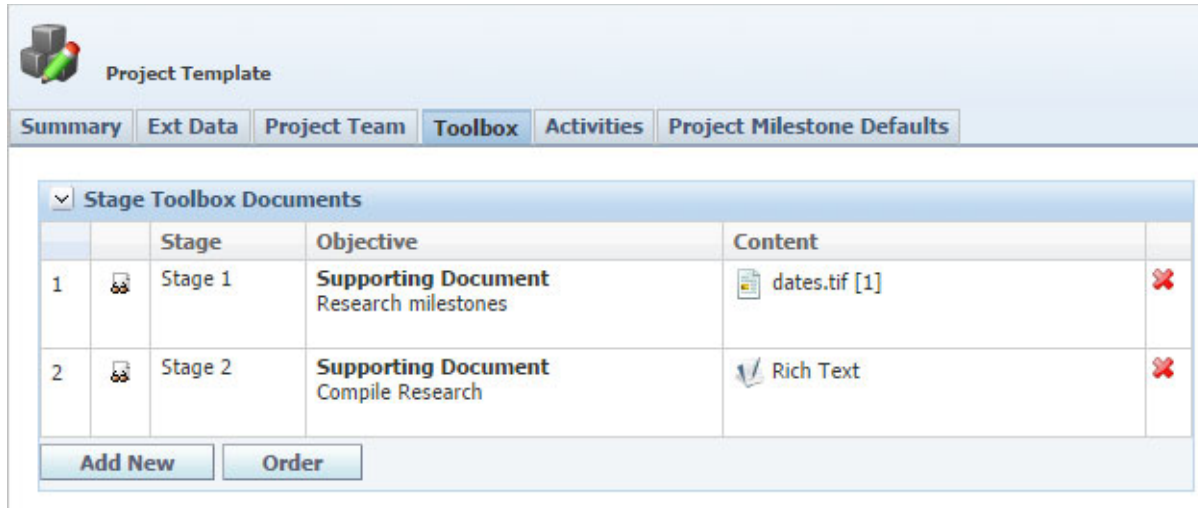 Project Template
Summary Ext Data Project Team Toolbox Activities Project Milestone Defaults
Stage Toolbox Documents
Stage Objective Content
1 Stage 1 Supporting Document dates.tif [1]
Research milestones
2 Stage 2 Supporting Document Rich Text
Compile Research
Add New Order